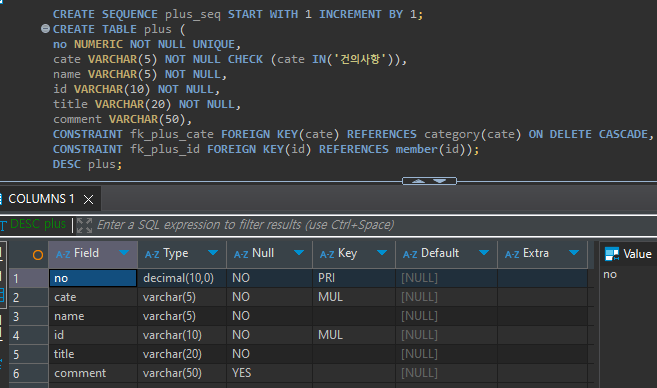 CREATE SEQUENCE plus_seq START WITH 1 INCREMENT BY 1;
CREATE TABLE plus (
no NUMERIC NOT NULL UNIQUE,
cate VARCHAR(5) NOT NULL CHECK (cate IN('건의사항')),
name VARCHAR(5) NOT NULL,
id VARCHAR(10) NOT NULL,
title VARCHAR(20) NOT NULL,
comment VARCHAR(50),
CONSTRAINT fk_plus_cate FOREIGN KEY(cate) REFERENCES category(cate) ON DELETE CASCADE,
CONSTRAINT fk_plus_id FOREIGN KEY(id) REFERENCES member(id));
DESC plus;
COLUMNS 1
DESC plus Enter a SQL expression to filter results (use Ctrl+Space)
A-Z Field A-Z Type A-Z Null A-Z Key A-Z Default A-Z Extra Value
1 no decimal(10,0) NO PRI [NULL] no
2 cate varchar(5) NO MUL [NULL]
3 name varchar(5) NO [NULL]
4 id varchar(10) NO MUL [NULL]
5 title varchar(20) NO [NULL]
6 comment varchar(50) YES [NULL]